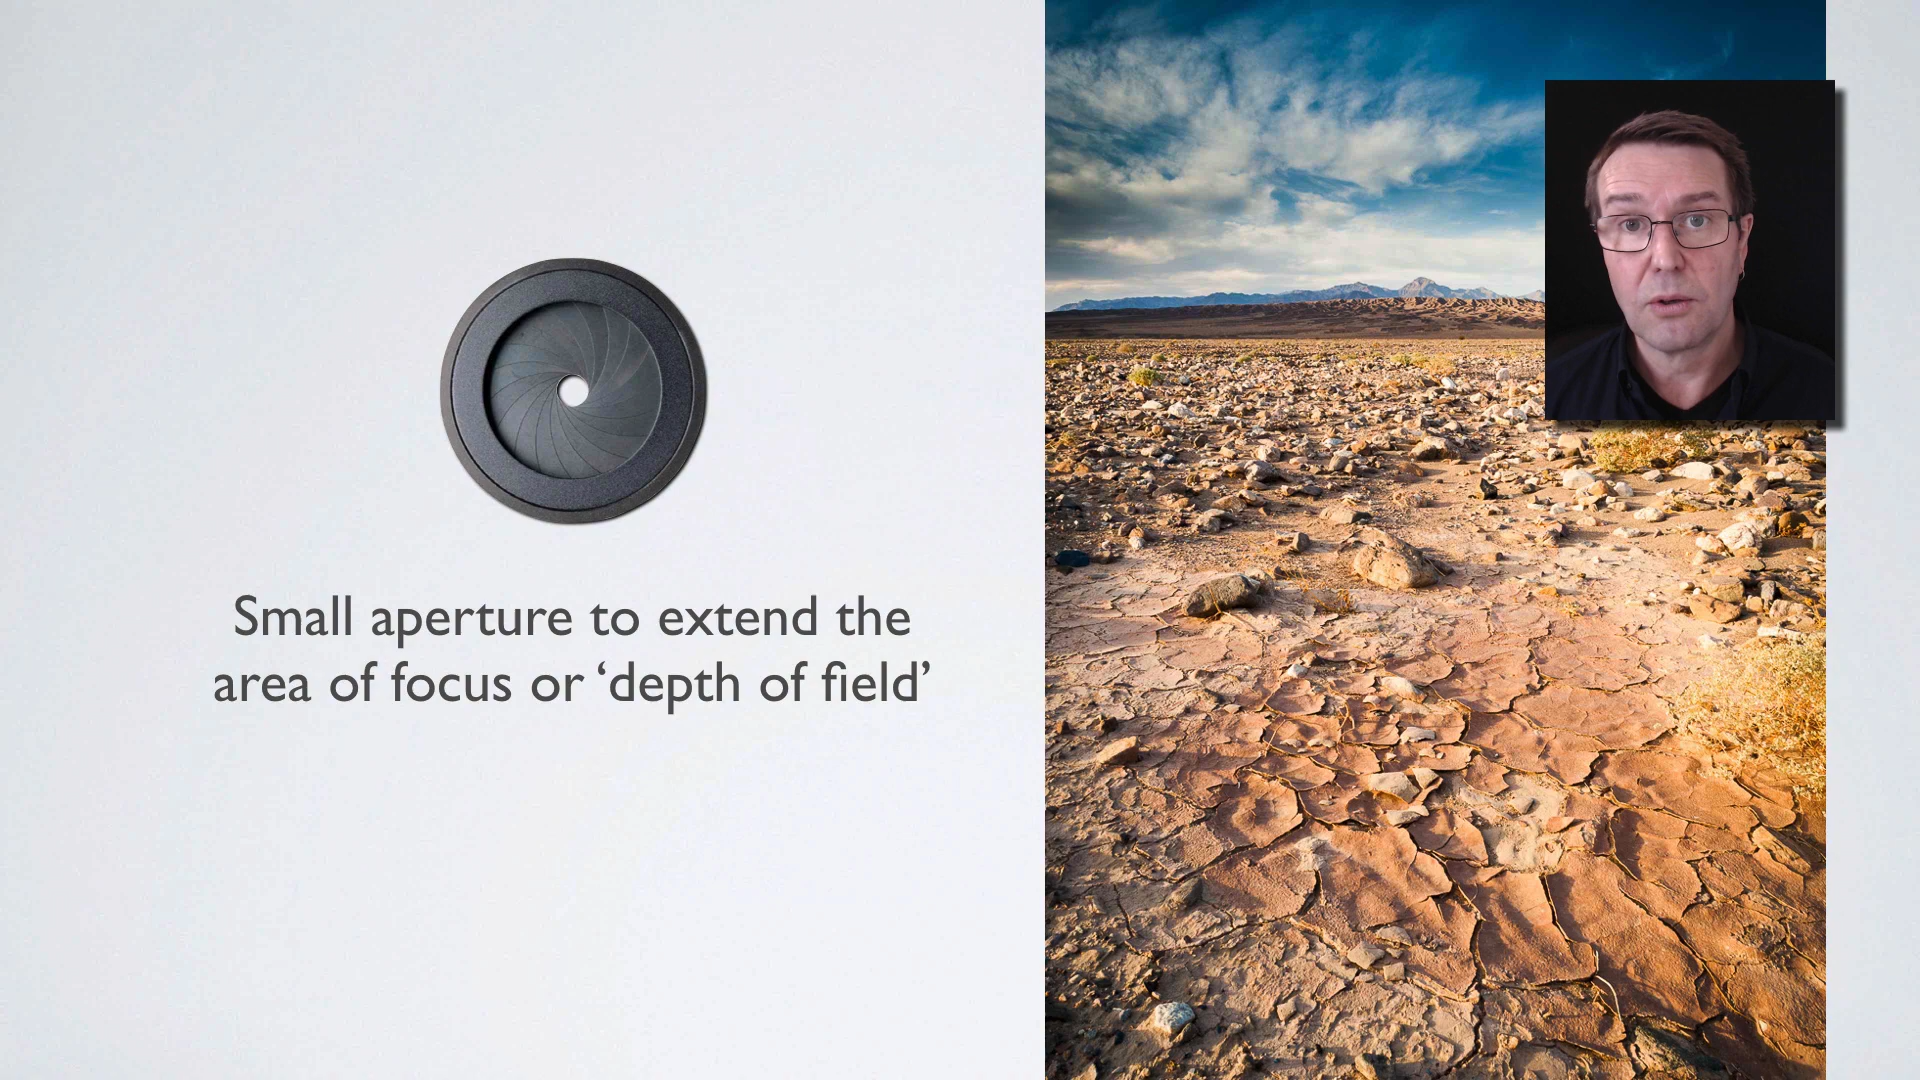 Small aperture to extend the
area of focus or ‘depth of field’